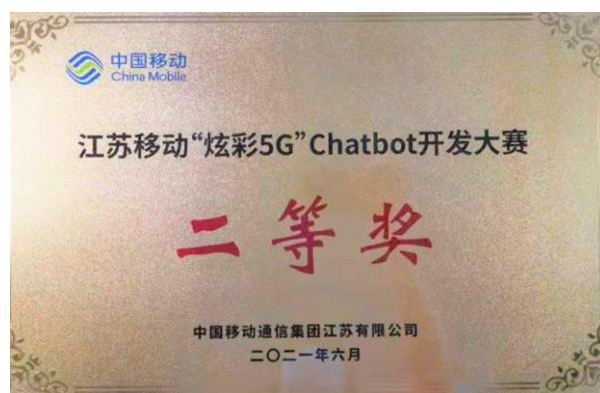 中国移动
China Mobile
江苏移动“炫彩5G”Chatbot开发大赛
二等奖
中国移动通信集团江苏有限公司
二〇二一年六月